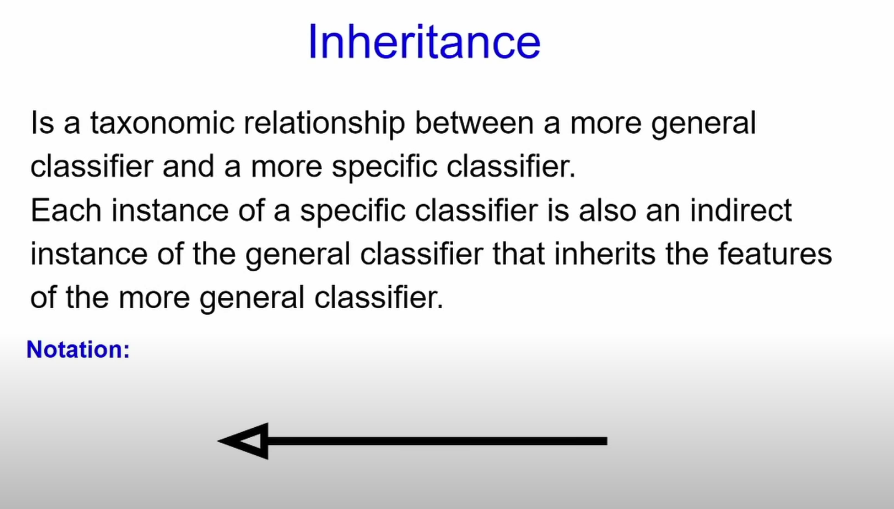 Inheritance
Is a taxonomic relationship between a more general
classifier and a more specific classifier.
Each instance of a specific classifier is also an indirect
instance of the general classifier that inherits the features
of the more general classifier.
Notation: